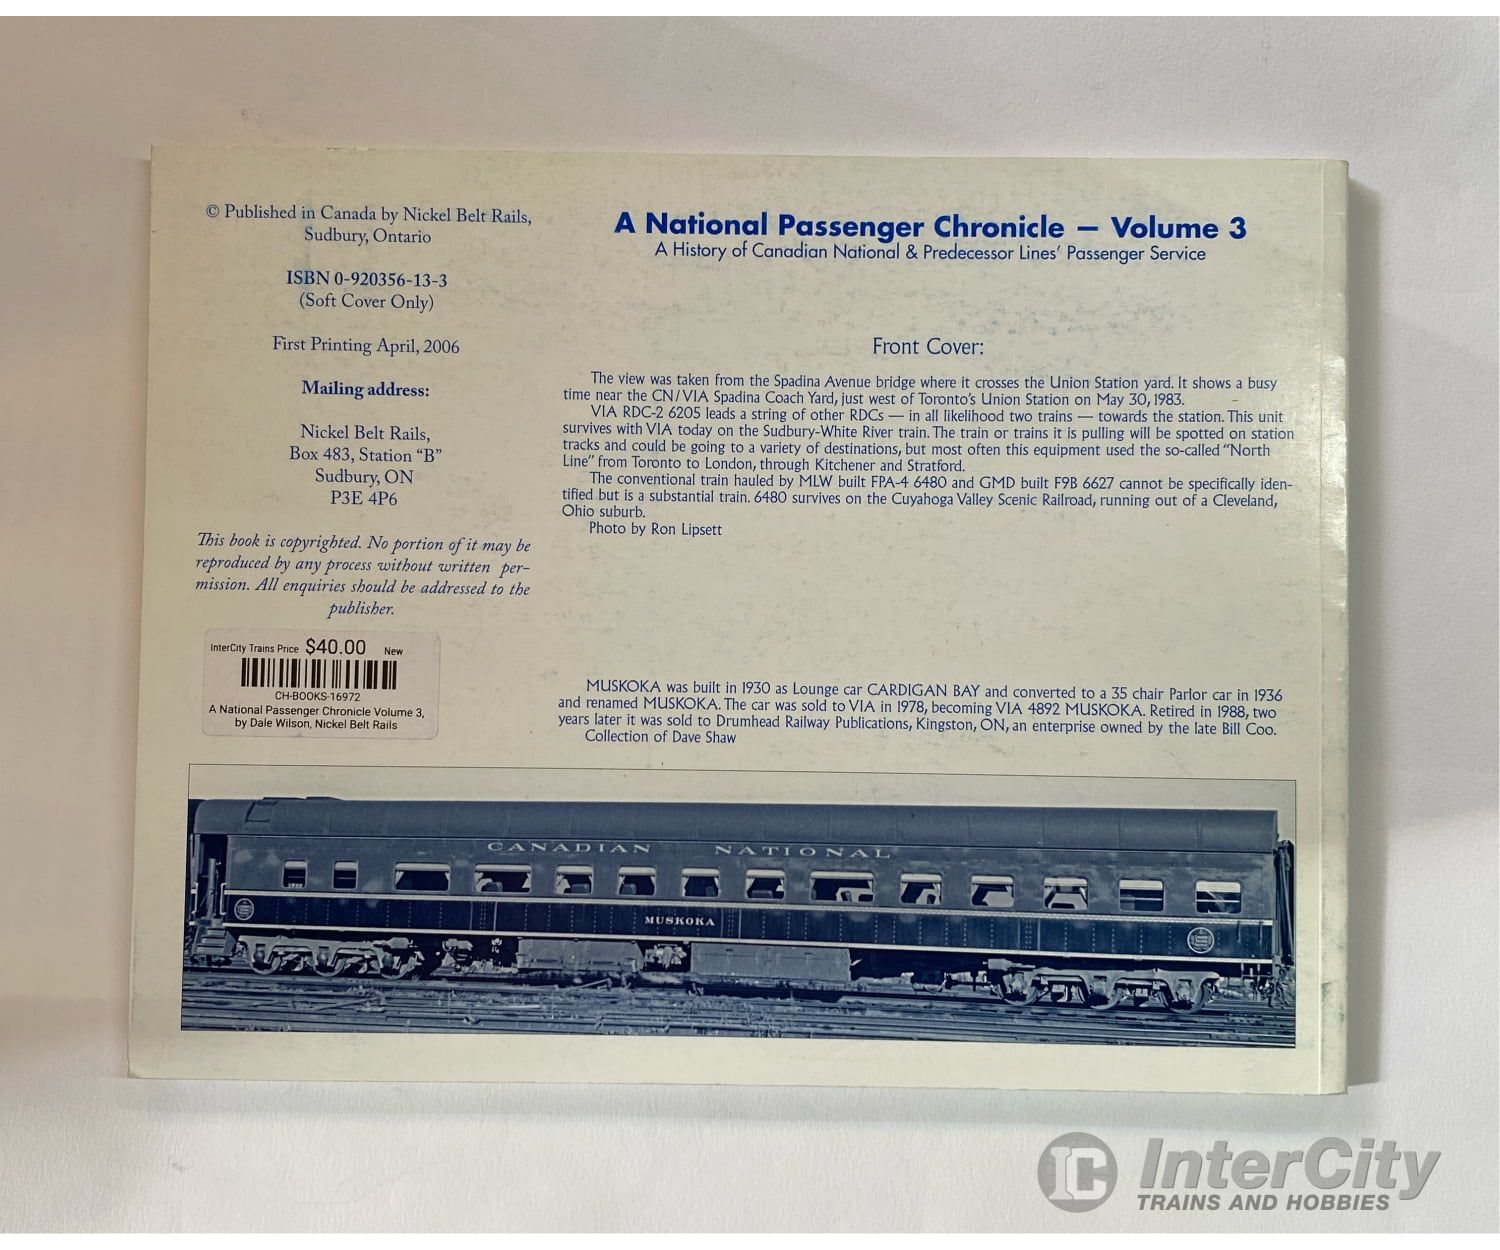 © Published in Canada by Nickel Belt Rails,
Sudbury, Ontario
ISBN 0-920356-13-3
(Soft Cover Only)
First Printing April, 2006
Mailing address:
Nickel Belt Rails,
Box 483, Station “B”
Sudbury, ON
P3E 4P6
This book is copyrighted. No portion of it may be
reproduced by any process without written per-
mission. All enquiries should be addressed to the
publisher.
InterCity Trains Price $40.00 New
CH-BOOKS-16972
A National Passenger Chronicle Volume 3,
by Dale Wilson, Nickel Belt Rails
A National Passenger Chronicle — Volume 3
A History of Canadian National & Predecessor Lines’ Passenger Service
Front Cover:
The view was taken from the Spadina Avenue bridge where it crosses the Union Station yard. It shows a busy
time near the CN/VIA Spadina Coach Yard, just west of Toronto’s Union Station on May 30, 1983.
VIA RDC-2 6205 leads a string of other RDCs — in all likelihood two trains — towards the station. This unit
survives with VIA today on the Sudbury-White River train. The train or trains it is pulling will be spotted on station
tracks and could be going to a variety of destinations, but most often this equipment used the so-called “North
Line” from Toronto to London, through Kitchener and Stratford.
The conventional train hauled by MLW built FPA-4 6480 and GMD built F9B 6627 cannot be specifically iden-
tified but is a substantial train. 6480 survives on the Cuyahoga Valley Scenic Railroad, running out of a Cleveland,
Ohio suburb.
Photo by Ron Lipsett
MUSKOKA was built in 1930 as Lounge car CARDIGAN BAY and converted to a 35 chair Parlor car in 1936
and renamed MUSKOKA. The car was sold to VIA in 1978, becoming VIA 4892 MUSKOKA. Retired in 1988, two
years later it was sold to Drumhead Railway Publications, Kingston, ON, an enterprise owned by the late Bill Coo.
Collection of Dave Shaw
CANADIAN NATIONAL
MUSKOKA
IC InterCity
TRAINS AND HOBBIES